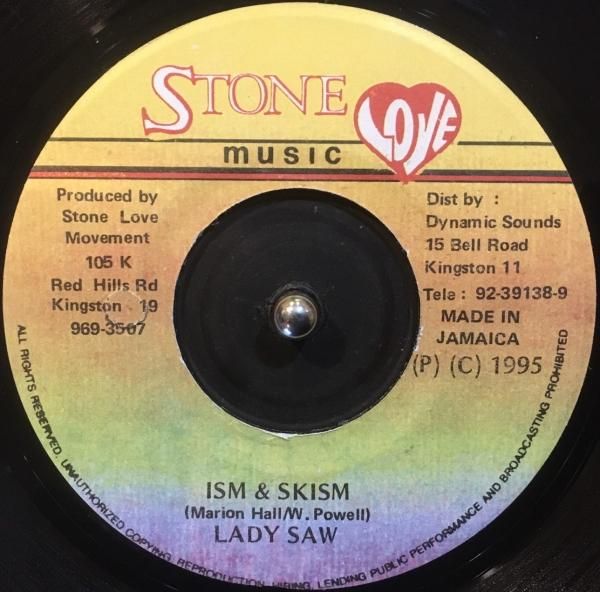 STONE
LOVE
music
Produced by
Stone Love
Movement
105 K
Red Hills Rd
Kingston 19
969-3507
Dist by :
Dynamic Sounds
15 Bell Road
Kingston 11
Tele : 92-39138-9
MADE IN
JAMAICA
(P) (C) 1995
ISM & SKISM
(Marion Hall/W. Powell)
LADY SAW
ALL RIGHTS RESERVED. UNAUTHORIZED COPYING, REPRODUCTION, HIRING, LENDING PUBLIC PERFORMANCE AND BROADCASTING PROHIBITED